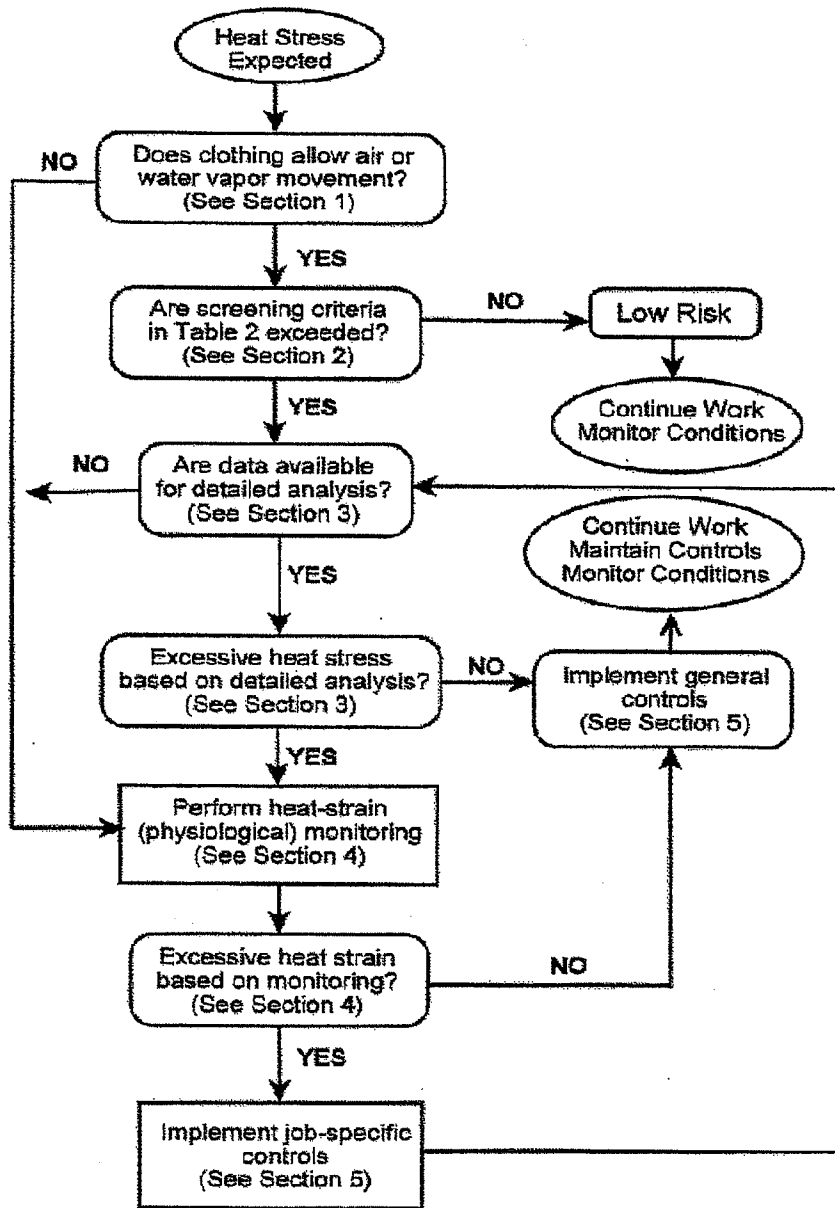 Heat Stress
Expected
NO
Does clothing allow air or
water vapor movement?
(See Section 1)
YES
Are screening criteria
in Table 2 exceeded?
(See Section 2)
NO
Low Risk
YES
Continue Work
Monitor Conditions
NO
Are data available
for detailed analysis?
(See Section 3)
Continue Work
Maintain Controls
Monitor Conditions
YES
Excessive heat stress
based on detailed analysis?
(See Section 3)
NO
Implement general
controls
(See Section 5)
YES
Perform heat-strain
(physiological) monitoring
(See Section 4)
Excessive heat strain
based on monitoring?
(See Section 4)
NO
YES
Implement job-specific
controls
(See Section 5)